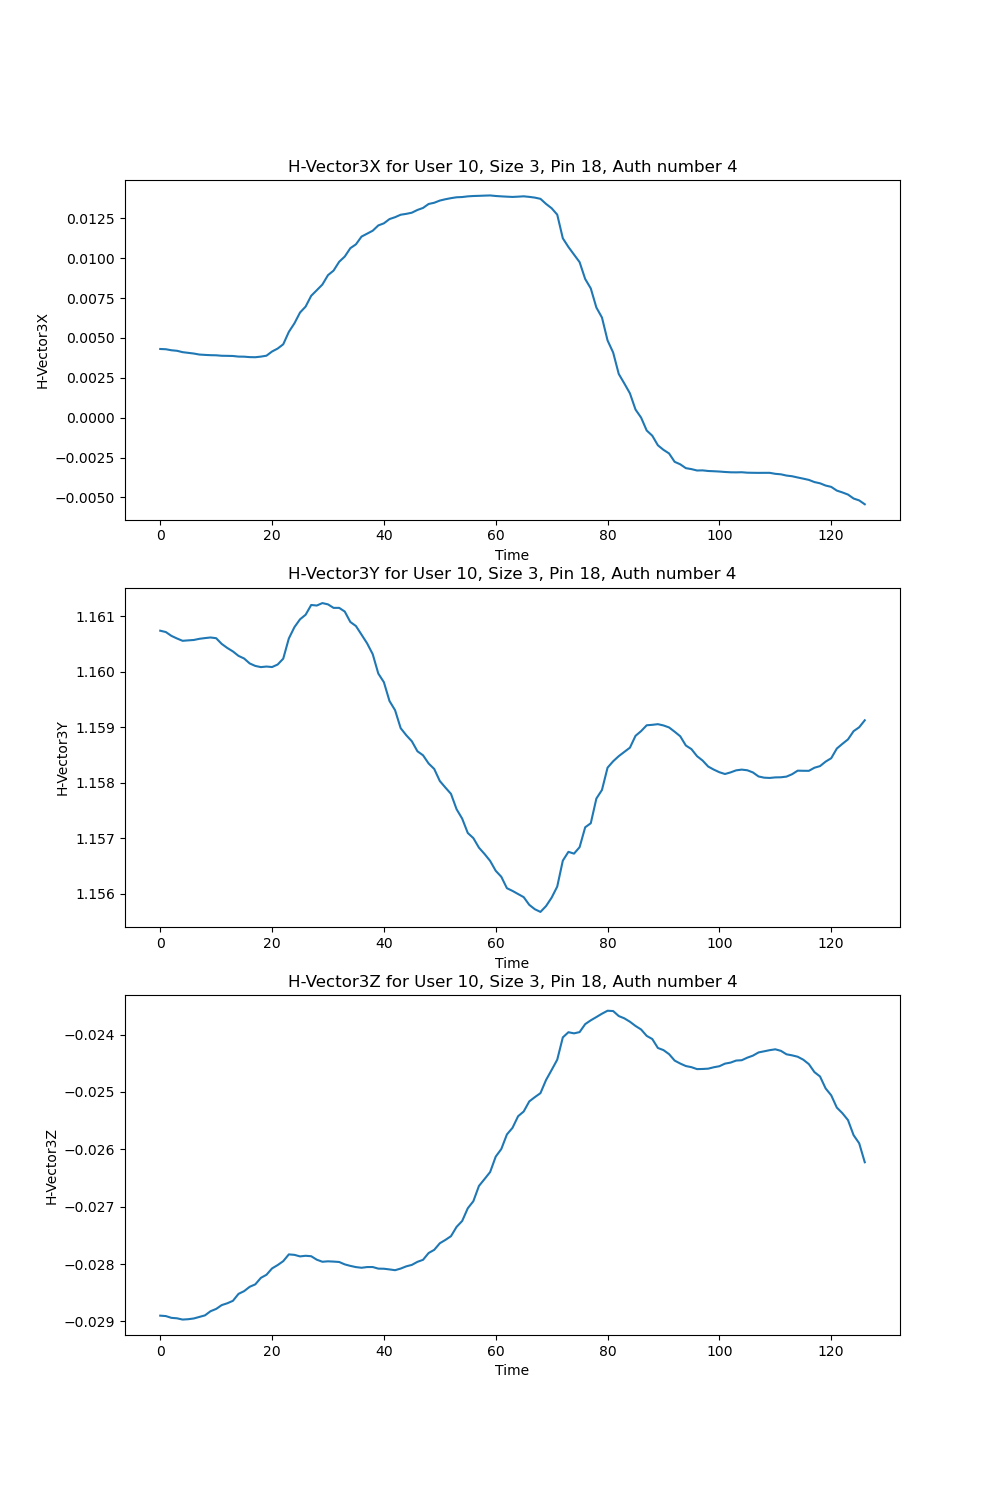 H-Vector3X for User 10, Size 3, Pin 18, Auth number 4
0.0125
0.0100
0.0075
0.0050
0.0025
0.0000
−0.0025
−0.0050
H-Vector3X
0 20 40 60 80 100 120
Time
H-Vector3Y for User 10, Size 3, Pin 18, Auth number 4
1.161
1.160
1.159
1.158
1.157
1.156
H-Vector3Y
0 20 40 60 80 100 120
Time
H-Vector3Z for User 10, Size 3, Pin 18, Auth number 4
−0.024
−0.025
−0.026
−0.027
−0.028
−0.029
H-Vector3Z
0 20 40 60 80 100 120
Time